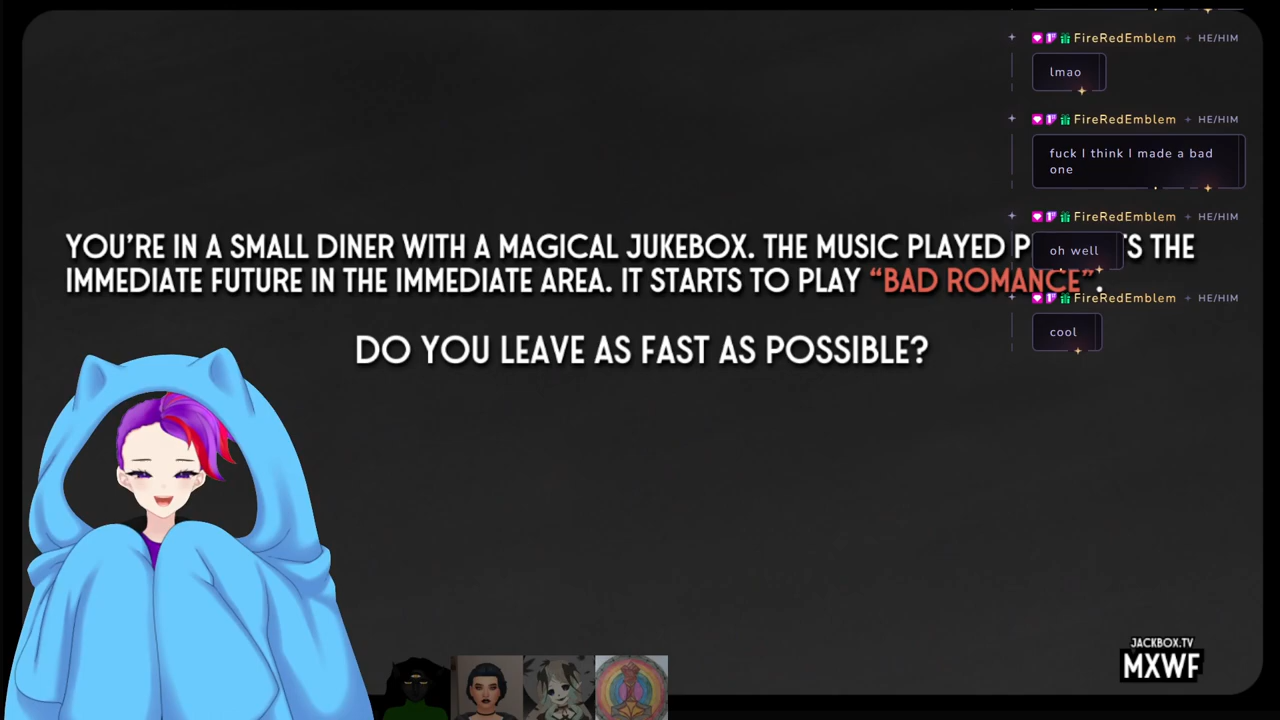 FireRedEmblem HE/HIM
lmao
FireRedEmblem HE/HIM
fuck I think I made a bad
one
FireRedEmblem HE/HIM
oh well
FireRedEmblem HE/HIM
cool
YOU'RE IN A SMALL DINER WITH A MAGICAL JUKEBOX. THE MUSIC PLAYED THE
IMMEDIATE FUTURE IN THE IMMEDIATE AREA. IT STARTS TO PLAY “BAD ROMANCE”.
DO YOU LEAVE AS FAST AS POSSIBLE?
JACKBOX.TV
MXWF